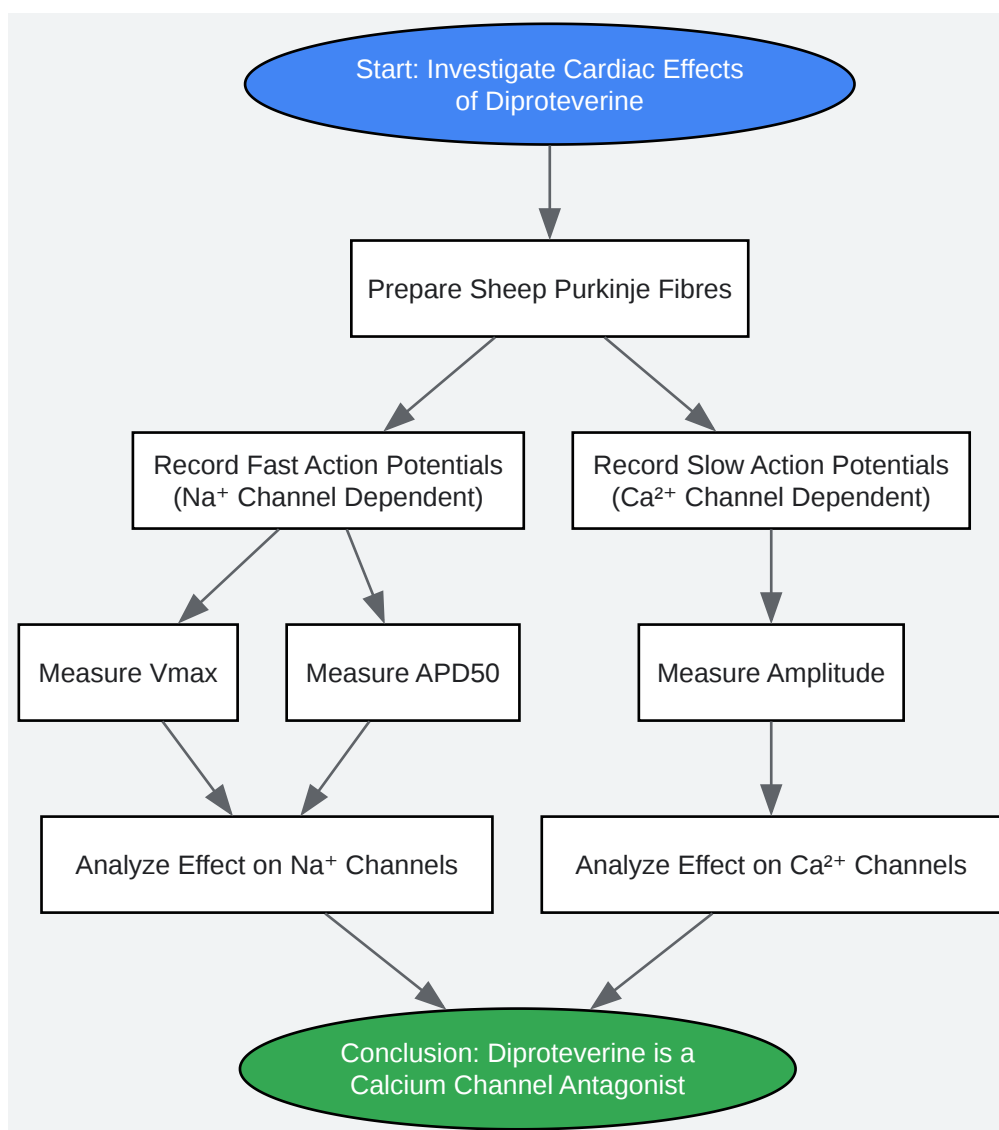 Start: Investigate Cardiac Effects
of Diproteverine
Prepare Sheep Purkinje Fibres
Record Fast Action Potentials
(Na⁺ Channel Dependent)
Record Slow Action Potentials
(Ca²⁺ Channel Dependent)
Measure Vmax
Measure APD50
Measure Amplitude
Analyze Effect on Na⁺ Channels
Analyze Effect on Ca²⁺ Channels
Conclusion: Diproteverine is a
Calcium Channel Antagonist